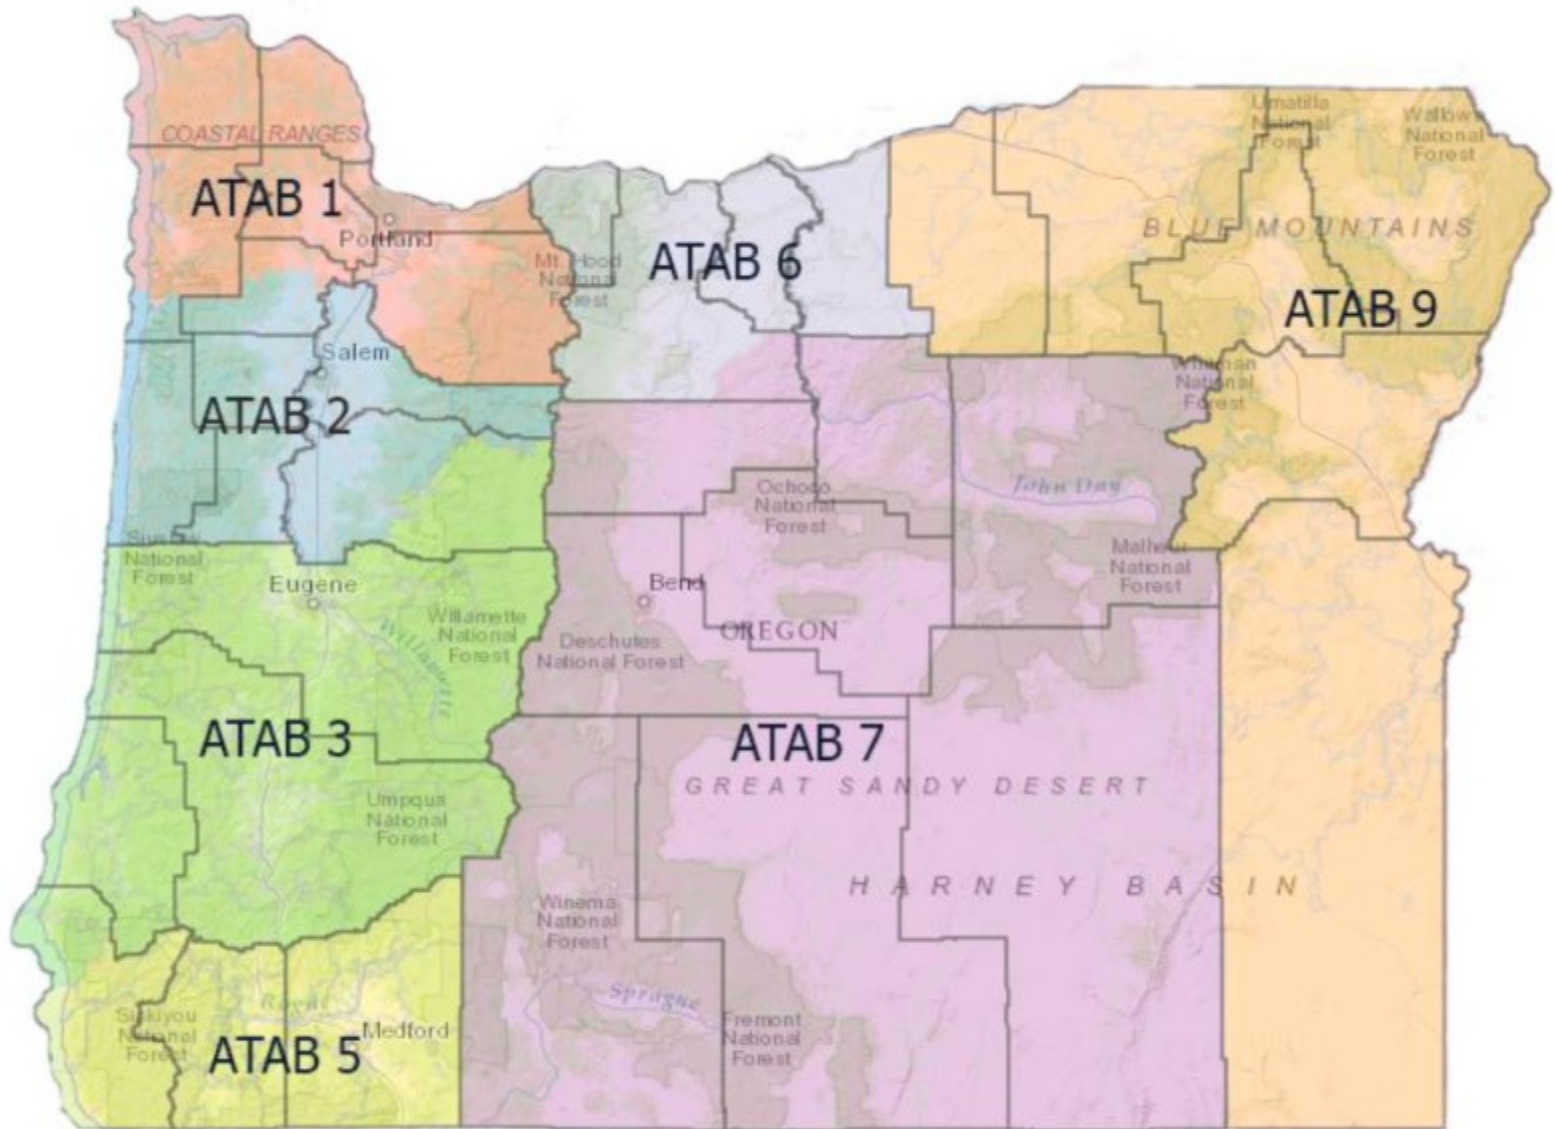 COASTAL RANGES
ATAB 1
Portland
Mt. Hood
National
Forest
ATAB 6
Umatilla
National
Forest
Wallowa
National
Forest
BLUE MOUNTAINS
ATAB 9
Salem
ATAB 2
Whitman
National
Forest
John Day
Ochoco
National
Forest
Siuslaw
National
Forest
Malheur
National
Forest
Eugene
Bend
Willamette
National
Forest
Willamette
OREGON
Deschutes
National Forest
ATAB 3
ATAB 7
GREAT SANDY DESERT
Umpqua
National
Forest
HARNEY BASIN
Winema
National
Forest
Sprague
Rogue
Siskiyou
National
Forest
Medford
ATAB 5
Fremont
National
Forest